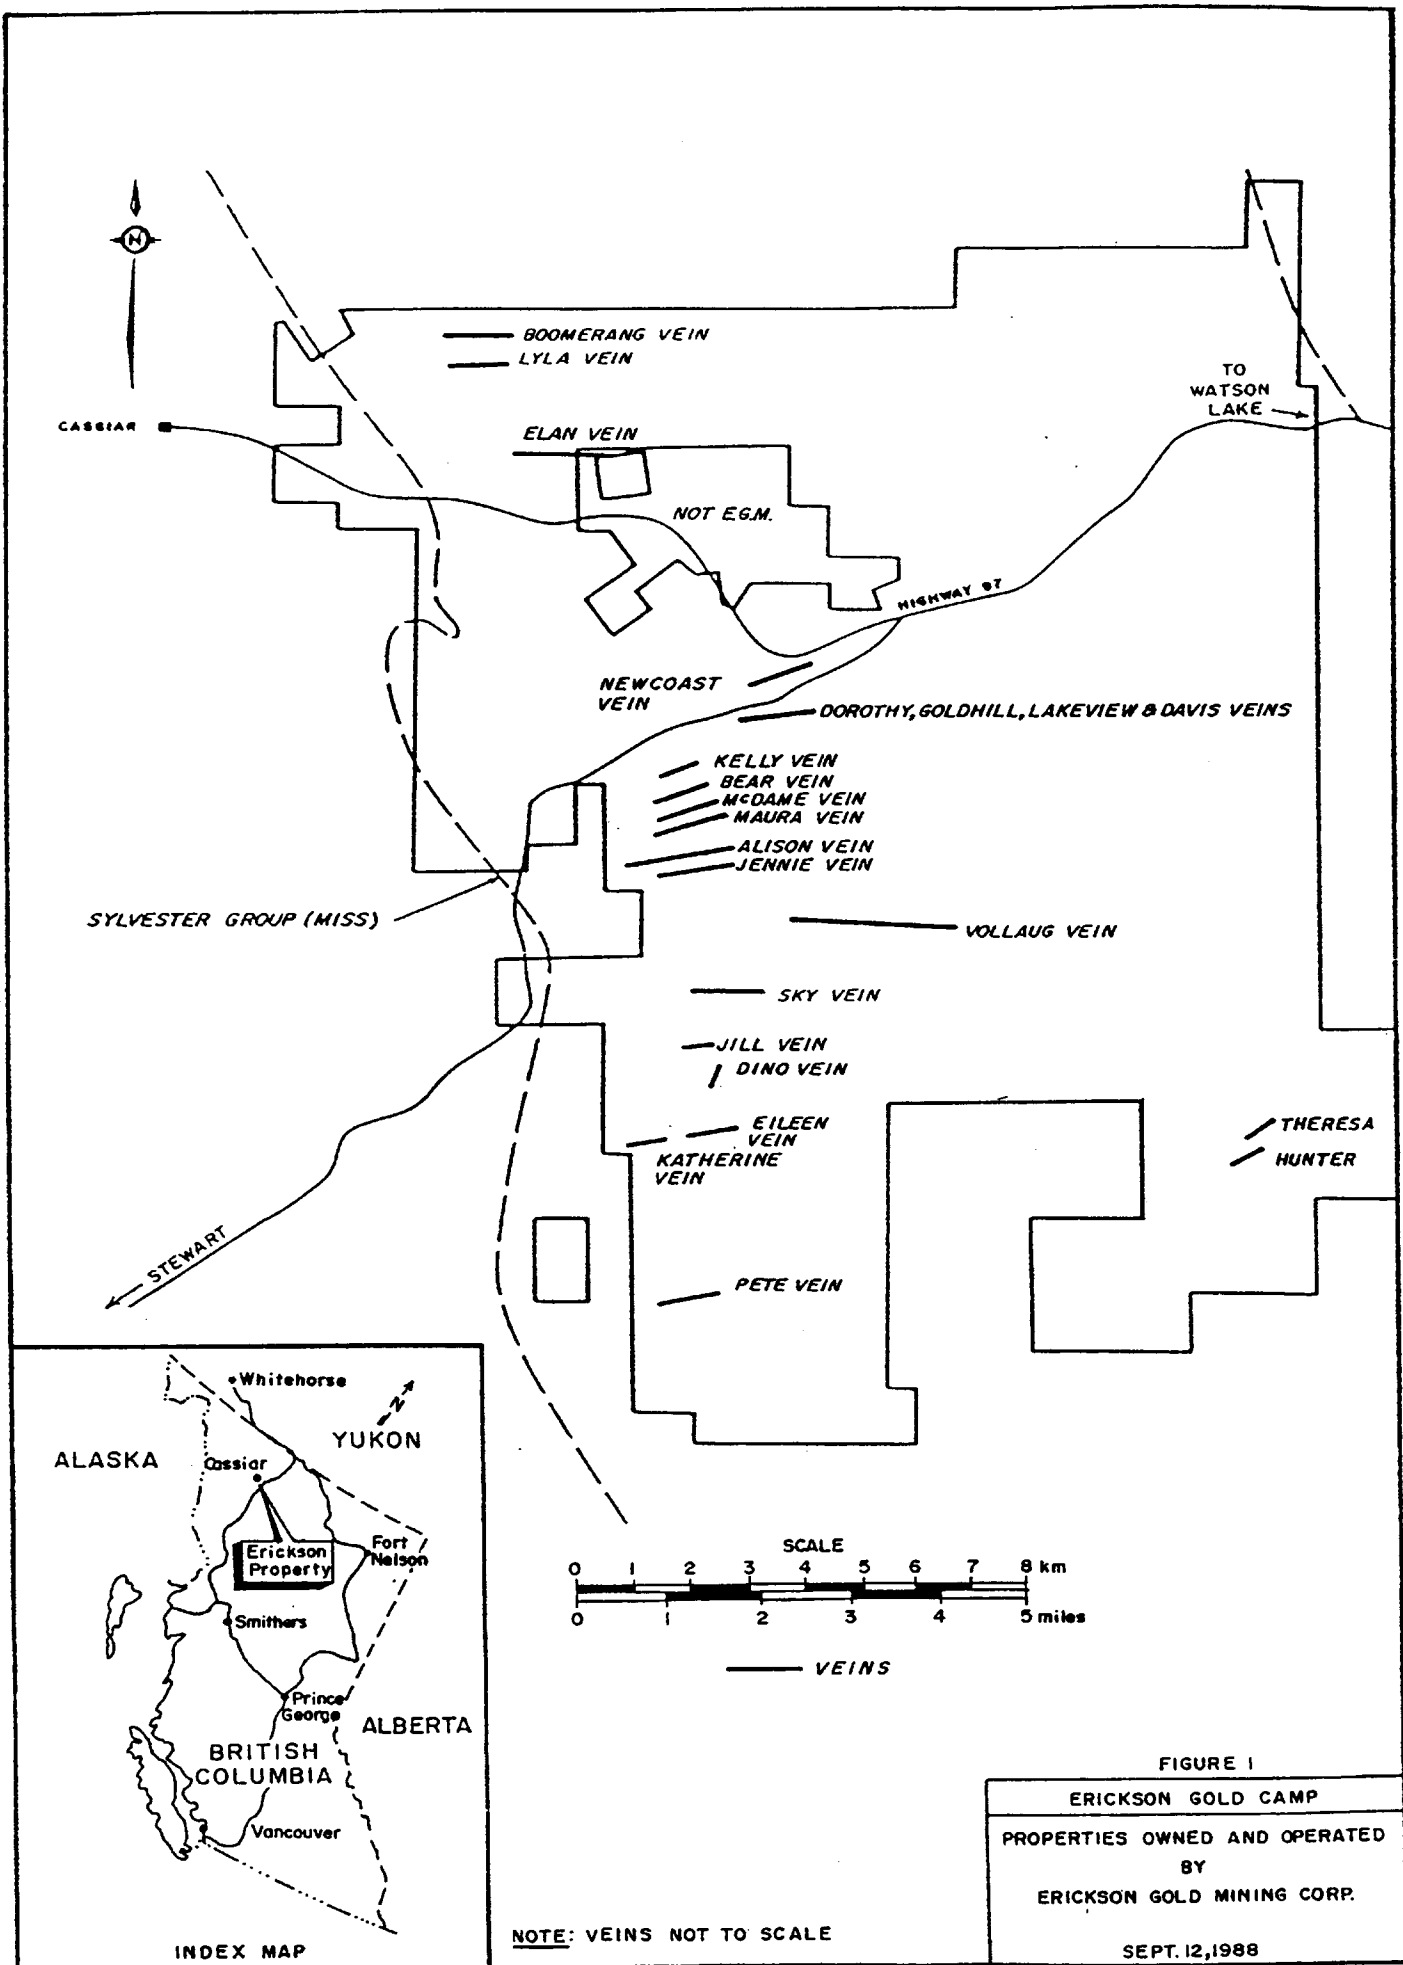 N
BOOMERANG VEIN
LYLA VEIN
TO
WATSON
LAKE
CASSIAR
ELAN VEIN
NOT E.G.M.
HIGHWAY 97
NEWCOAST
VEIN
DOROTHY, GOLDHILL, LAKEVIEW & DAVIS VEINS
KELLY VEIN
BEAR VEIN
McDAME VEIN
MAURA VEIN
ALISON VEIN
JENNIE VEIN
SYLVESTER GROUP (MISS)
VOLLAUG VEIN
SKY VEIN
JILL VEIN
DINO VEIN
EILEEN
VEIN
KATHERINE
VEIN
THERESA
HUNTER
STEWART
PETE VEIN
Whitehorse
N
YUKON
ALASKA
Cassiar
Erickson
Property
Fort
Nelson
Smithers
Prince
George
ALBERTA
BRITISH
COLUMBIA
Vancouver
INDEX MAP
SCALE
0 1 2 3 4 5 6 7 8 km
0 1 2 3 4 5 miles
VEINS
NOTE: VEINS NOT TO SCALE
FIGURE 1
ERICKSON GOLD CAMP
PROPERTIES OWNED AND OPERATED
BY
ERICKSON GOLD MINING CORP.
SEPT. 12, 1988